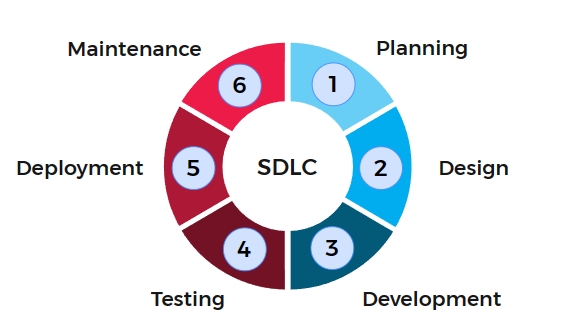 Maintenance
Planning
6
1
Deployment
5
SDLC
2
Design
4
3
Testing
Development